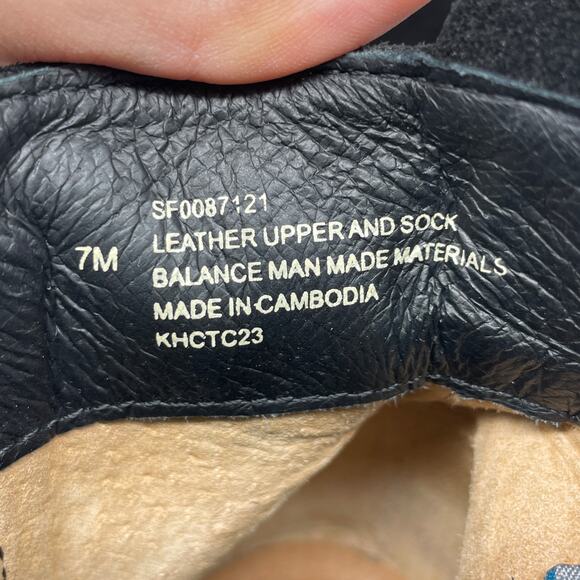 SF0087121
7M
LEATHER UPPER AND SOCK
BALANCE MAN MADE MATERIALS
MADE IN CAMBODIA
KHCTC23